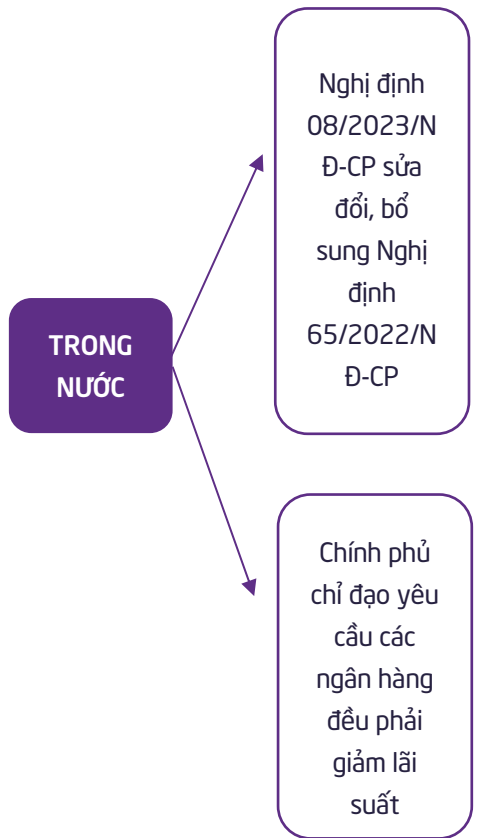 Nghị định
08/2023/N
Đ-CP sửa
đổi, bổ
sung Nghị
định
65/2022/N
Đ-CP
TRONG
NƯỚC
Chính phủ
chỉ đạo yêu
cầu các
ngân hàng
đều phải
giảm lãi
suất